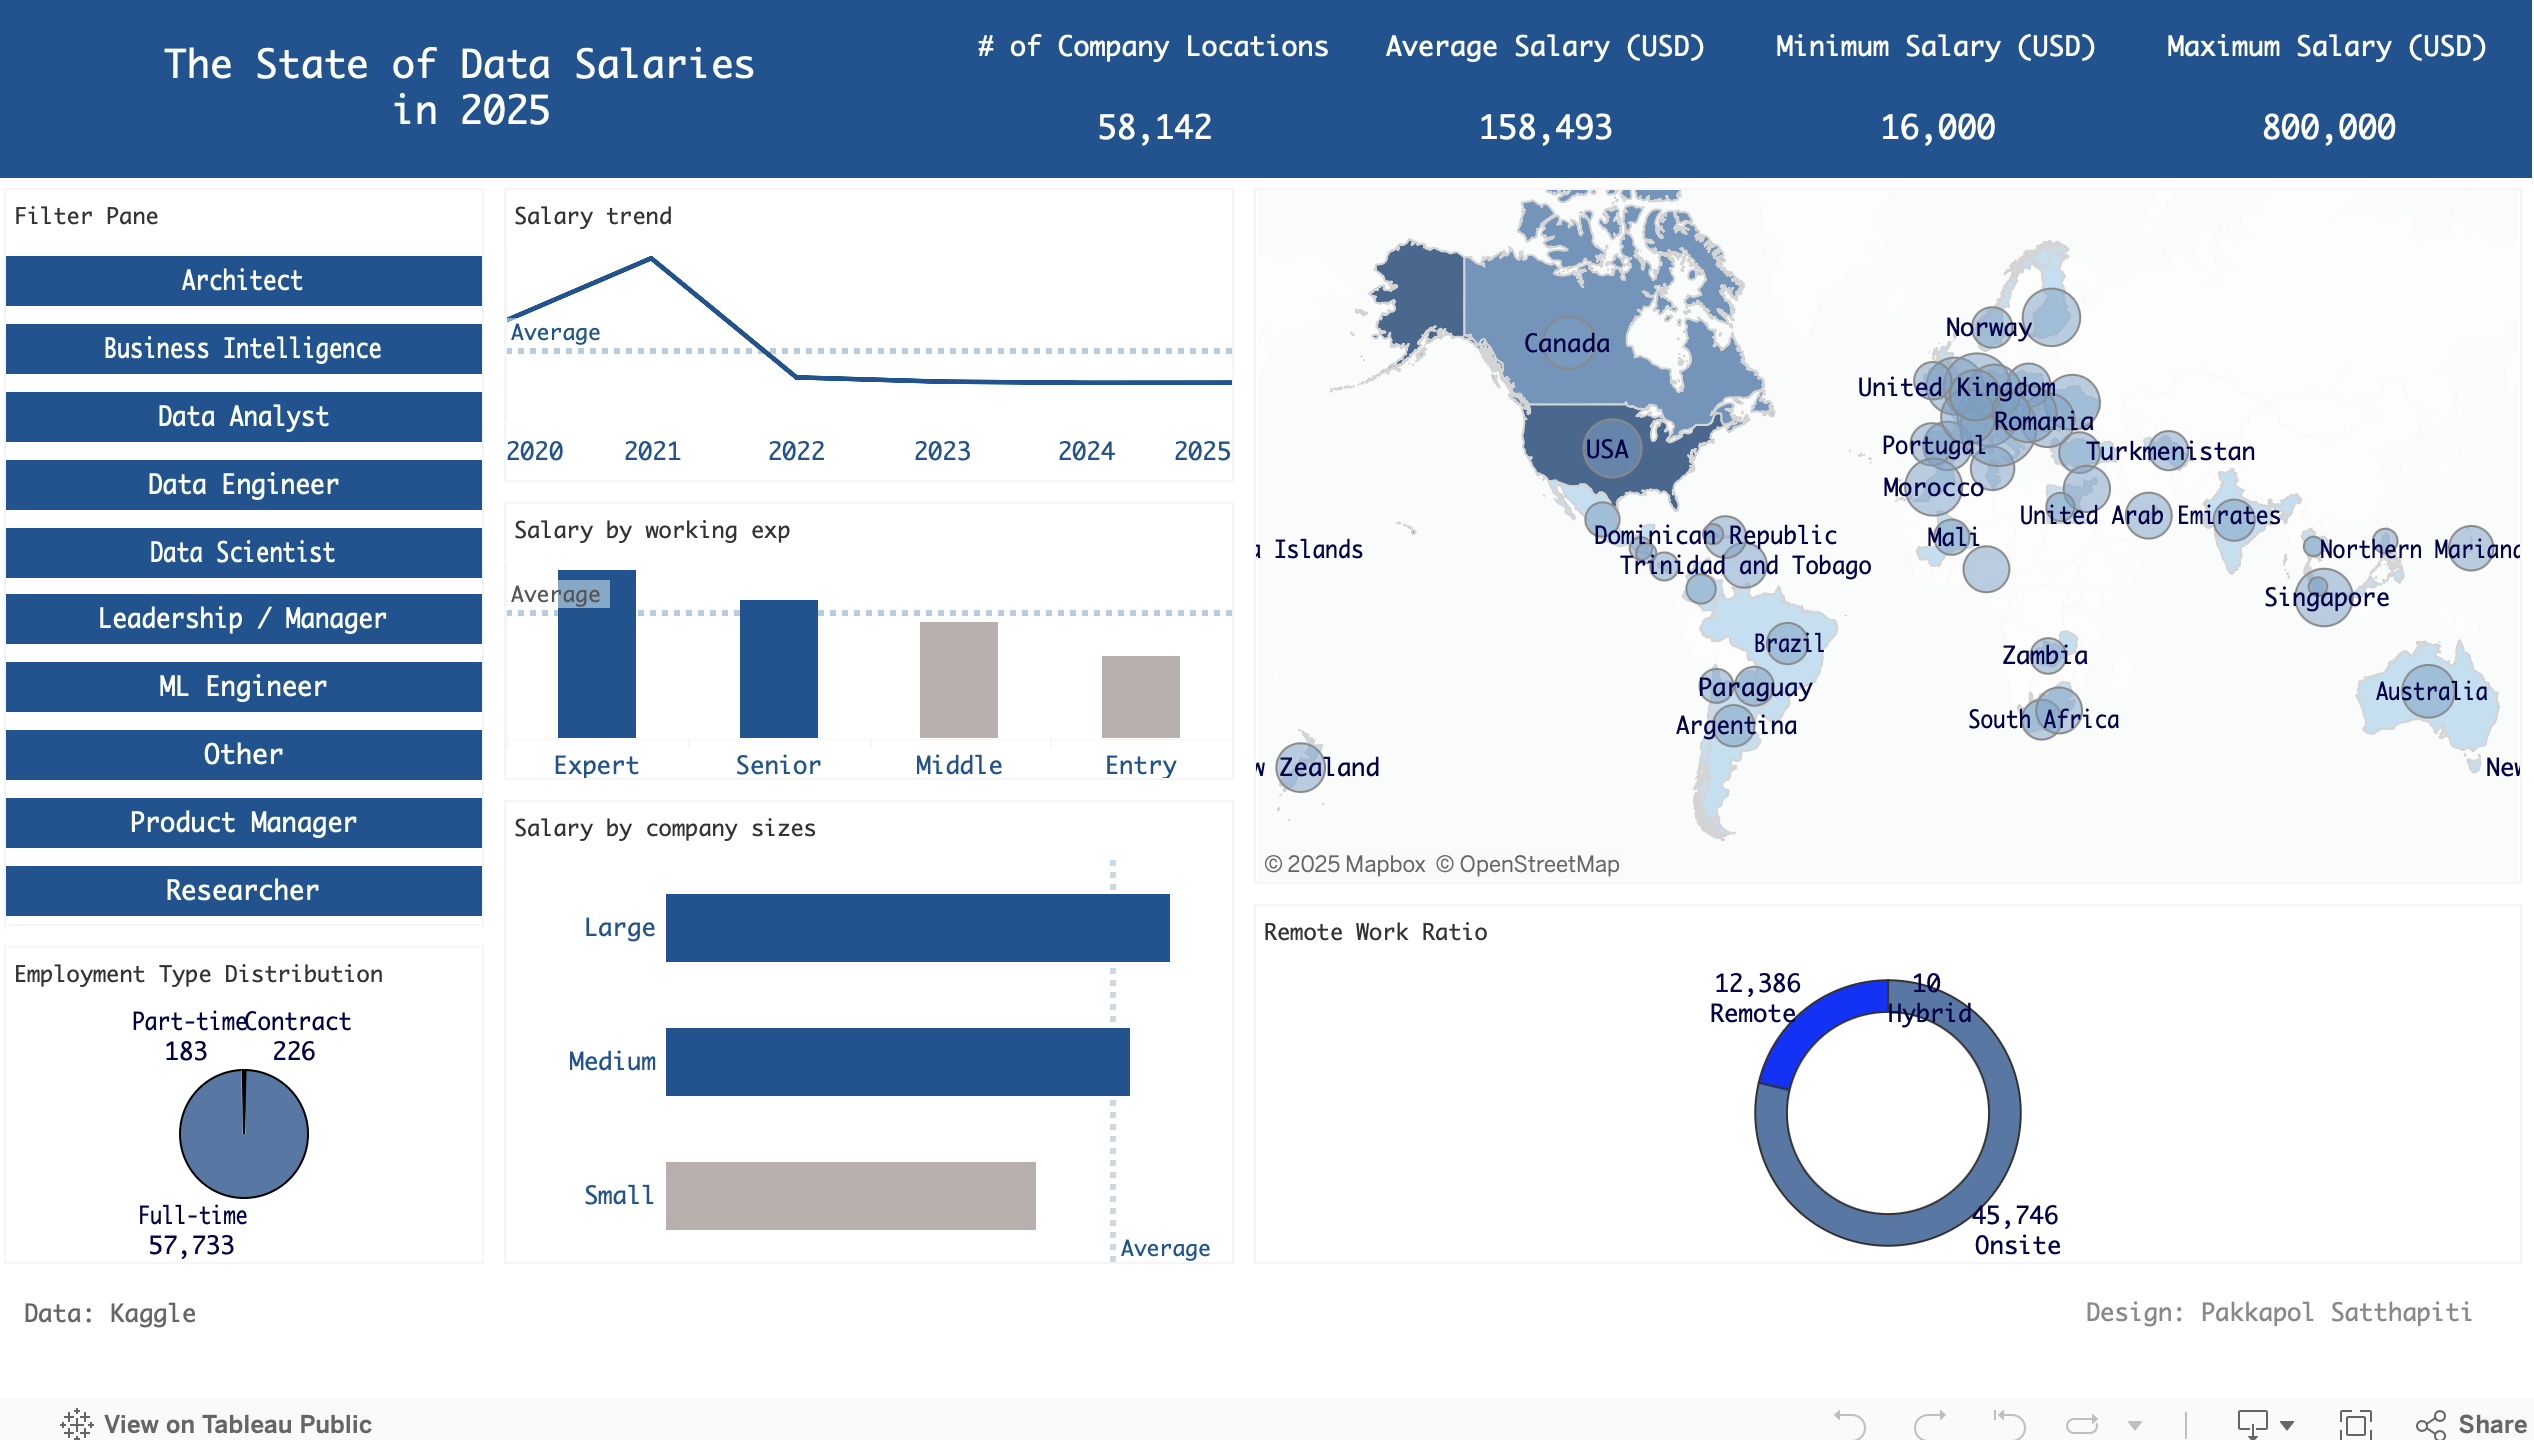 The State of Data Salaries
in 2025
# of Company Locations
58,142
Average Salary (USD)
158,493
Minimum Salary (USD)
16,000
Maximum Salary (USD)
800,000
Filter Pane
Architect
Business Intelligence
Data Analyst
Data Engineer
Data Scientist
Leadership / Manager
ML Engineer
Other
Product Manager
Researcher
Employment Type Distribution
Part-time
183
Contract
226
Full-time
57,733
Salary trend
Average
2020 2021 2022 2023 2024 2025
Salary by working exp
Average
Expert Senior Middle Entry
Salary by company sizes
Large
Medium
Small
Average
Canada
USA
Norway
United Kingdom
Romania
Portugal
Turkmenistan
Morocco
United Arab Emirates
Dominican Republic
Mali
a Islands
Northern Mariana
Trinidad and Tobago
Singapore
Brazil
Zambia
Paraguay
Australia
Argentina
South Africa
w Zealand
New
© 2025 Mapbox © OpenStreetMap
Remote Work Ratio
12,386
Remote
10
Hybrid
45,746
Onsite
Data: Kaggle
Design: Pakkapol Satthapiti
View on Tableau Public
Share